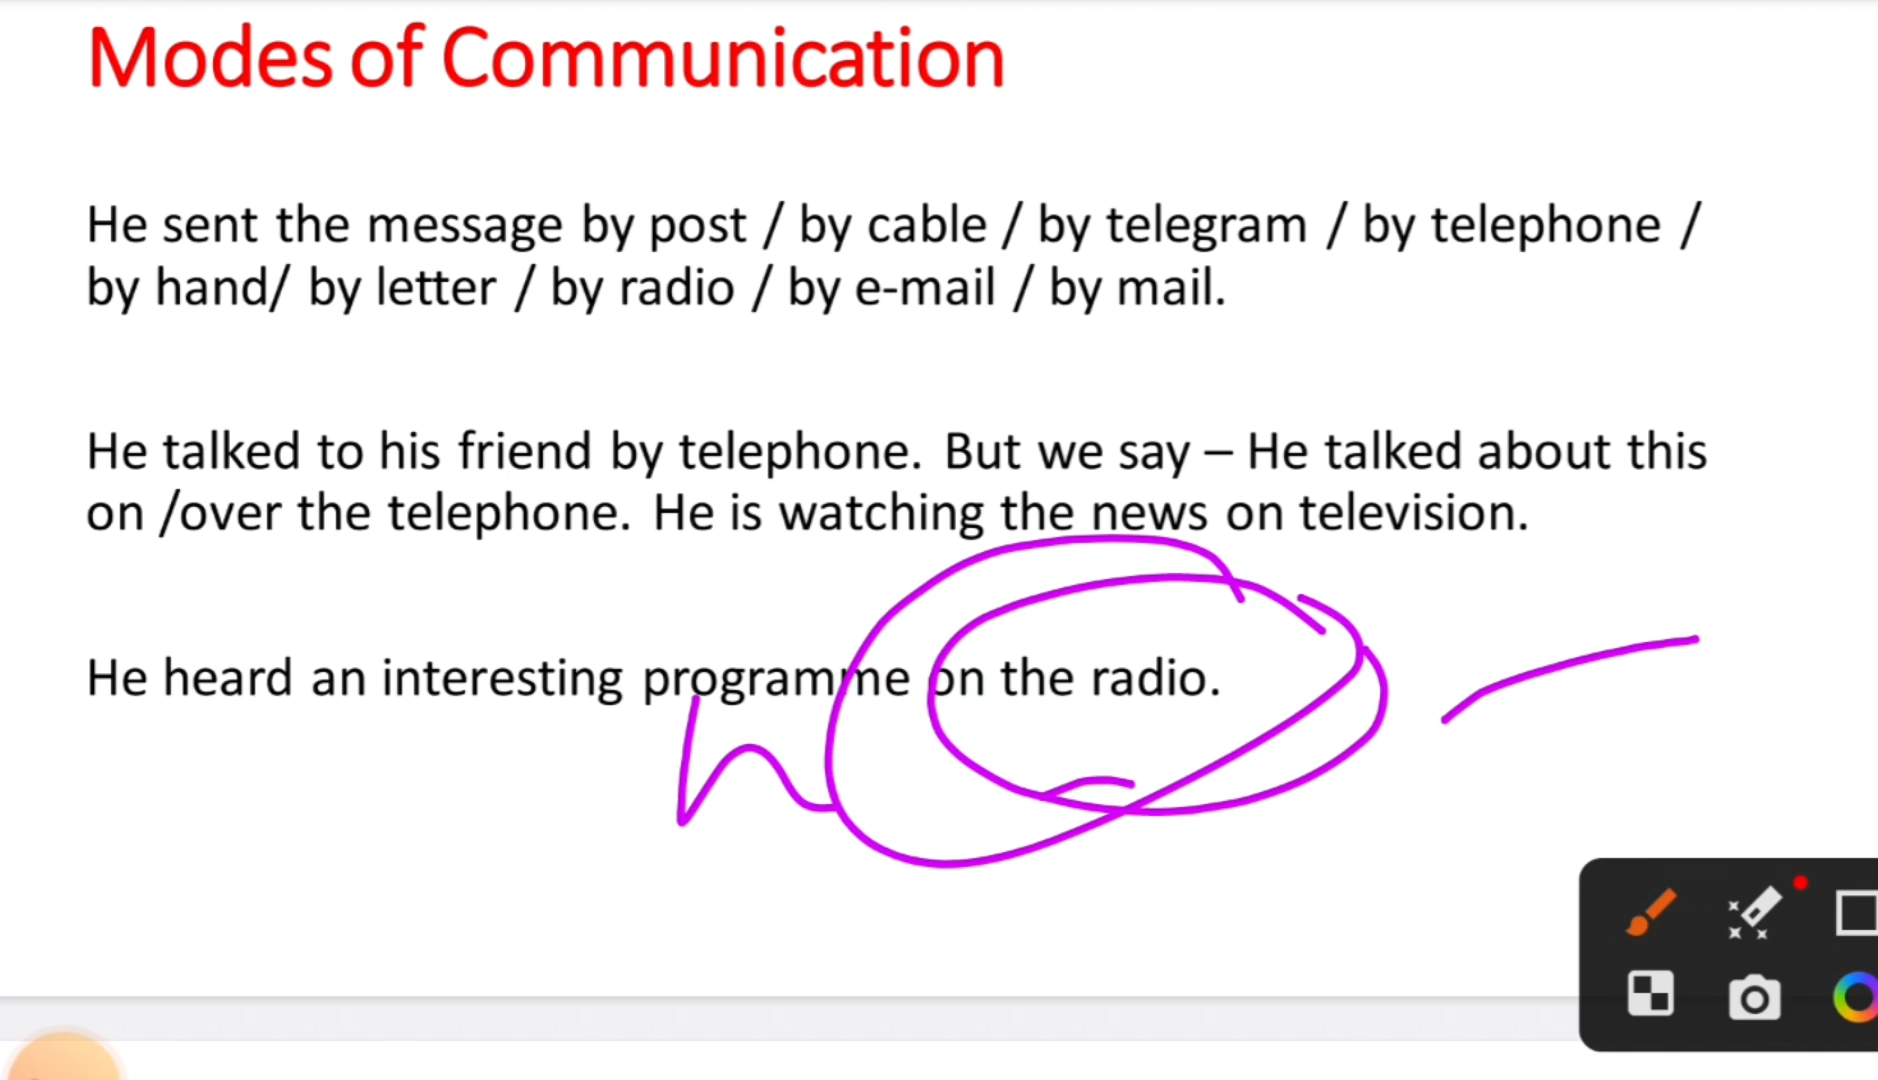 Modes of Communication
He sent the message by post / by cable / by telegram / by telephone /
by hand/ by letter / by radio / by e-mail / by mail.
He talked to his friend by telephone. But we say – He talked about this
on /over the telephone. He is watching the news on television.
He heard an interesting programme on the radio.